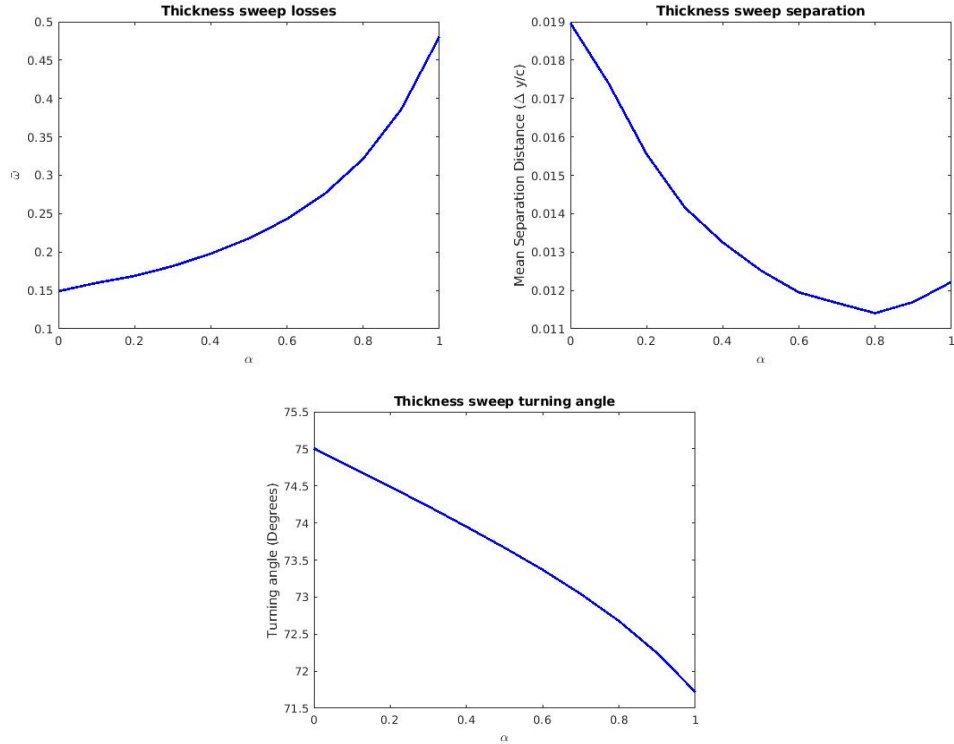 Thickness sweep losses
0.5
0.45
0.4
0.35
0.3
0.25
0.2
0.15
0.1
0 0.2 0.4 0.6 0.8 1
ω̄
α
Thickness sweep separation
0.019
0.018
0.017
0.016
0.015
0.014
0.013
0.012
0.011
0 0.2 0.4 0.6 0.8 1
Mean Separation Distance (Δ y/c)
α
Thickness sweep turning angle
75.5
75
74.5
74
73.5
73
72.5
72
71.5
0 0.2 0.4 0.6 0.8 1
Turning angle (Degrees)
α